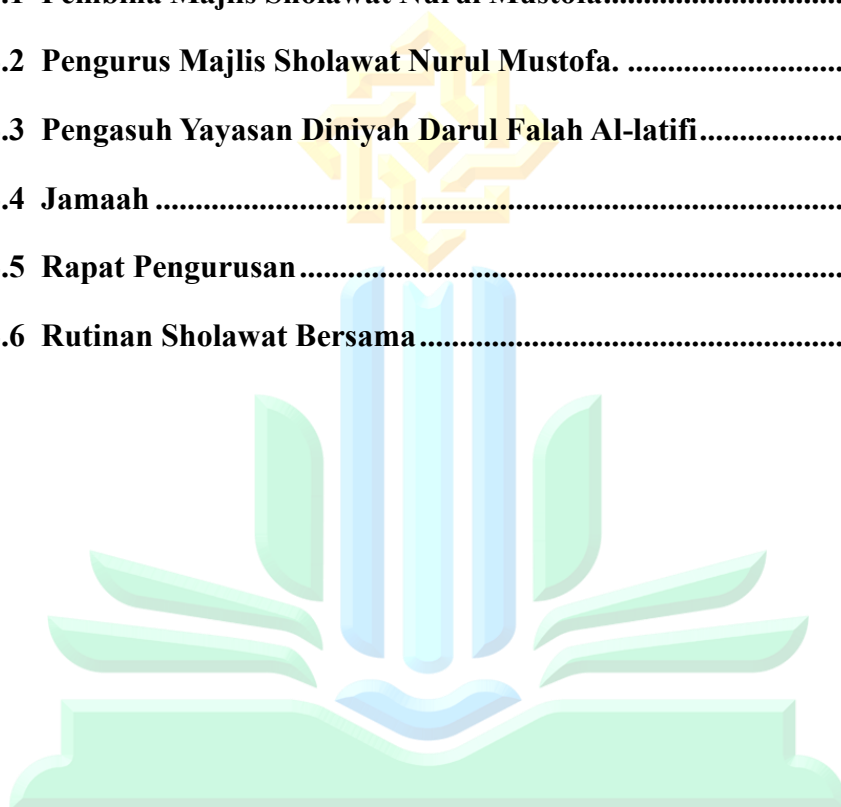 .1 Pembina Majlis Sholawat Nurul Mustofa..............................
.2 Pengurus Majlis Sholawat Nurul Mustofa. ...........................
.3 Pengasuh Yayasan Diniyah Darul Falah Al-latifi..................
.4 Jamaah .......................................................................................
.5 Rapat Pengurusan .....................................................................
.6 Rutinan Sholawat Bersama .....................................................